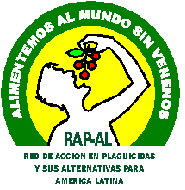 ALIMENTEMOS AL MUNDO SIN VENENOS
RAP-AL
RED DE ACCION EN PLAGUICIDAS
Y SUS ALTERNATIVAS PARA
AMERICA LATINA